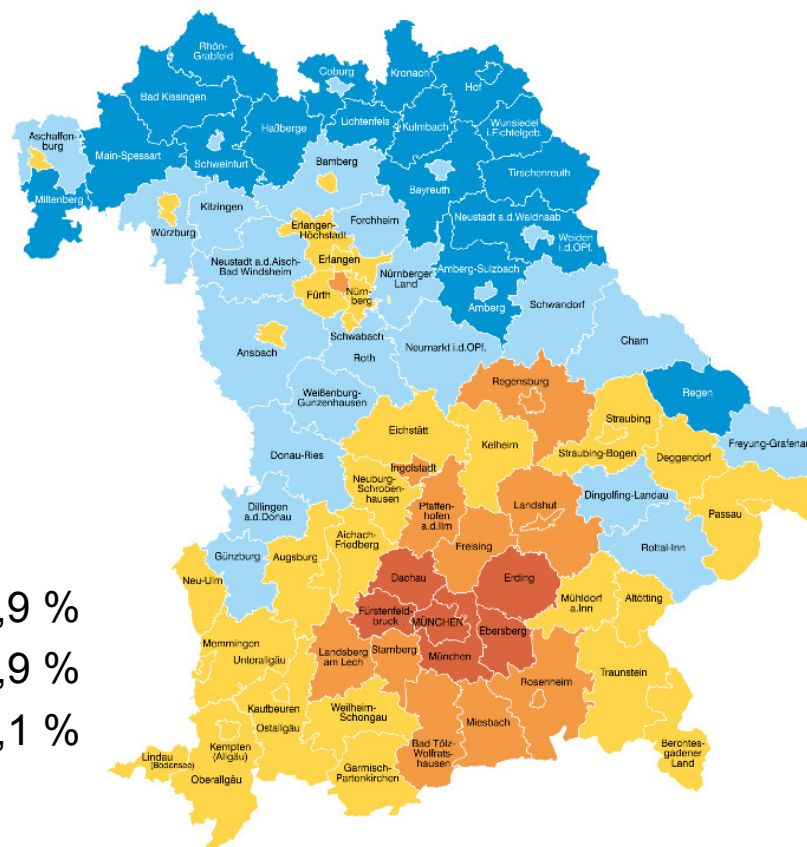 Rhön-
Grabfeld
Coburg
Kronach
Hof
Bad Kissingen
Lichtenfels
Kulmbach
Wunsiedel
i.Fichtelgeb.
Haßberge
Aschaffen-
burg
Main-Spessart
Schweinfurt
Bamberg
Bayreuth
Tirschenreuth
Miltenberg
Kitzingen
Forchheim
Neustadt a.d.Waldnaab
Würzburg
Erlangen-
Höchstadt
Weiden
i.d.OPf.
Neustadt a.d.Aisch-
Bad Windsheim
Erlangen
Nürnberger
Land
Amberg-Sulzbach
Fürth
Nürn-
berg
Amberg
Schwandorf
Ansbach
Schwabach
Roth
Neumarkt i.d.OPf.
Cham
Weißenburg-
Gunzenhausen
Regensburg
Regen
Eichstätt
Kelheim
Straubing
Freyung-Grafenau
Donau-Ries
Straubing-Bogen
Deggendorf
Ingolstadt
Neuburg-
Schroben-
hausen
Dingolfing-Landau
Dillingen
a.d.Donau
Pfaffen-
hofen
a.d.Ilm
Landshut
Passau
Aichach-
Friedberg
Freising
Rottal-Inn
Günzburg
Augsburg
Neu-Ulm
Dachau
Erding
Mühldorf
a.Inn
Altötting
,9 %
Fürstenfeld-
bruck
MÜNCHEN
Ebersberg
Memmingen
Unterallgäu
Landsberg
am Lech
Starnberg
München
,9 %
Traunstein
Rosenheim
Kaufbeuren
Ostallgäu
Weilheim-
Schongau
Miesbach
,1 %
Kempten
(Allgäu)
Bad Tölz-
Wolfrats-
hausen
Berchtes-
gadener
Land
Lindau
(Bodensee)
Oberallgäu
Garmisch-
Partenkirchen